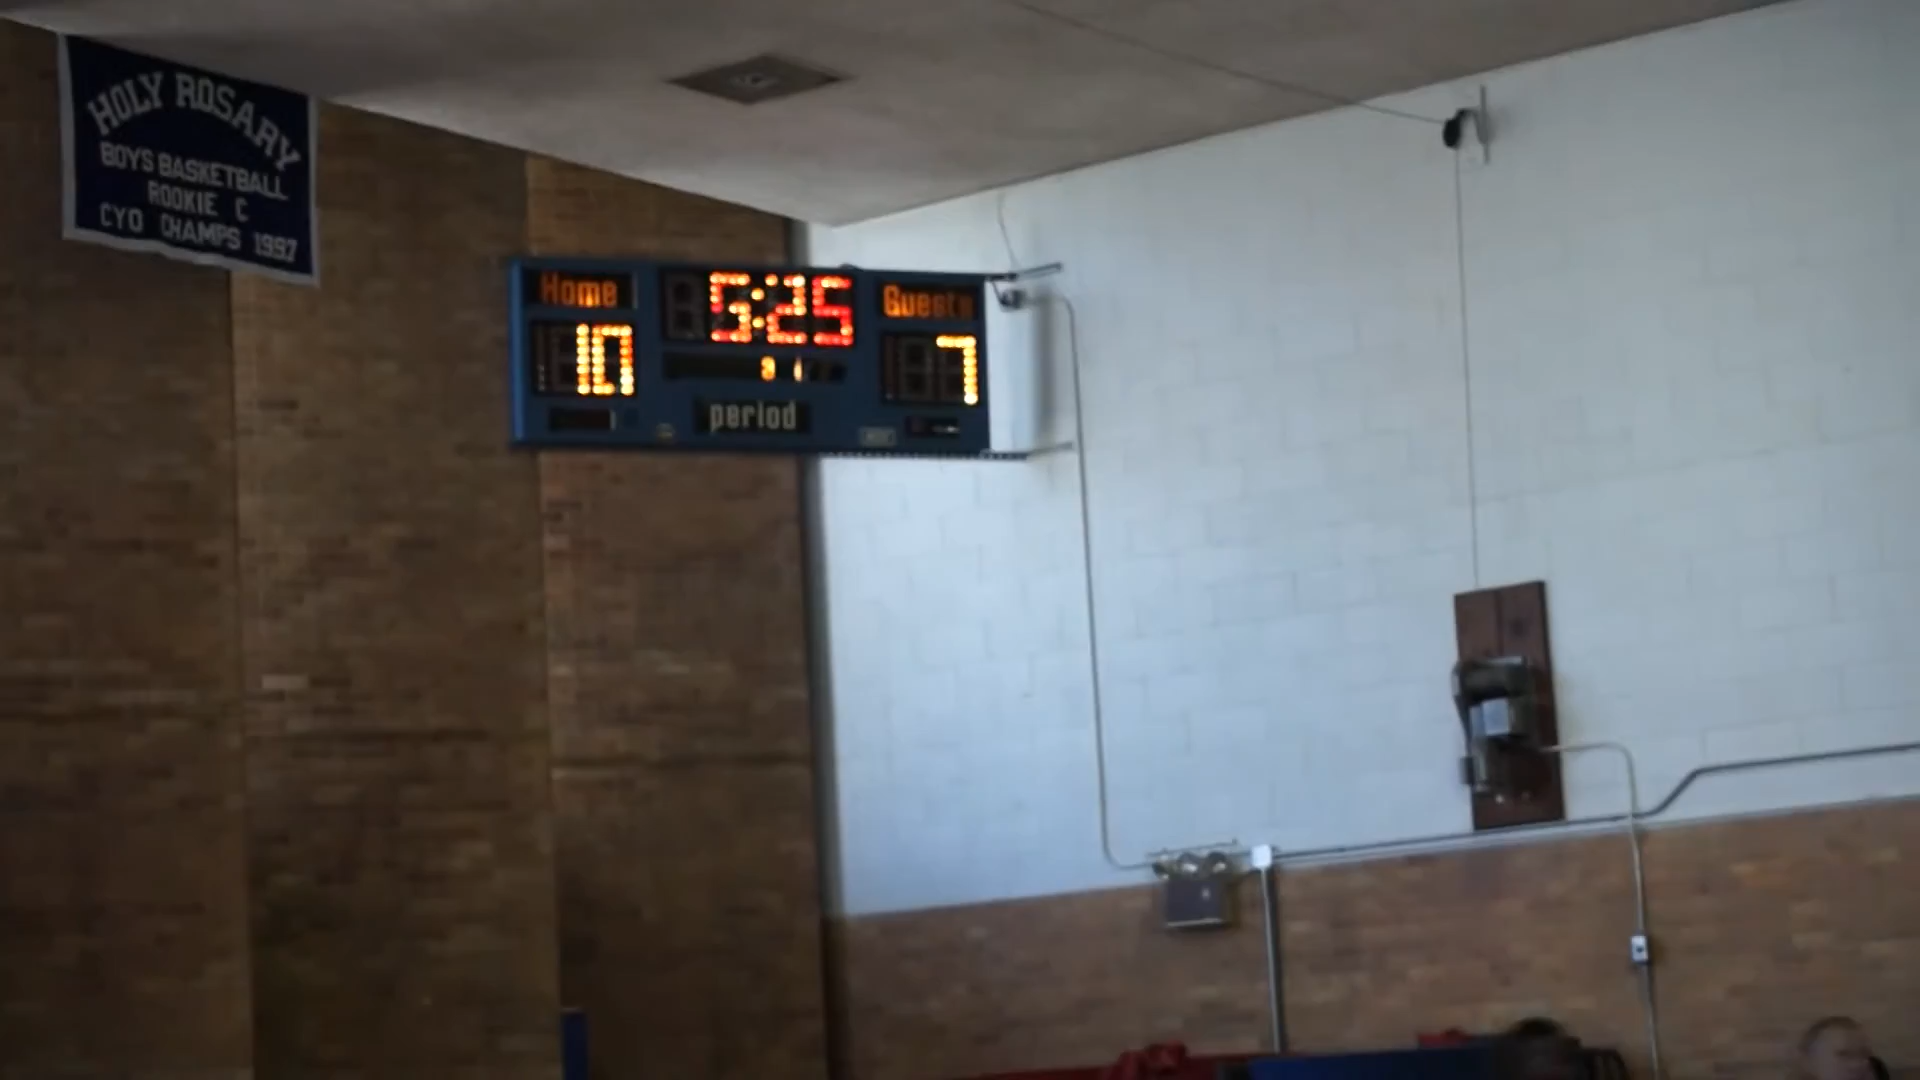 HOLY ROSARY
BOYS BASKETBALL
ROOKIE C
CYO CHAMPS 1997
Home 5:25 Guests
10 7
period